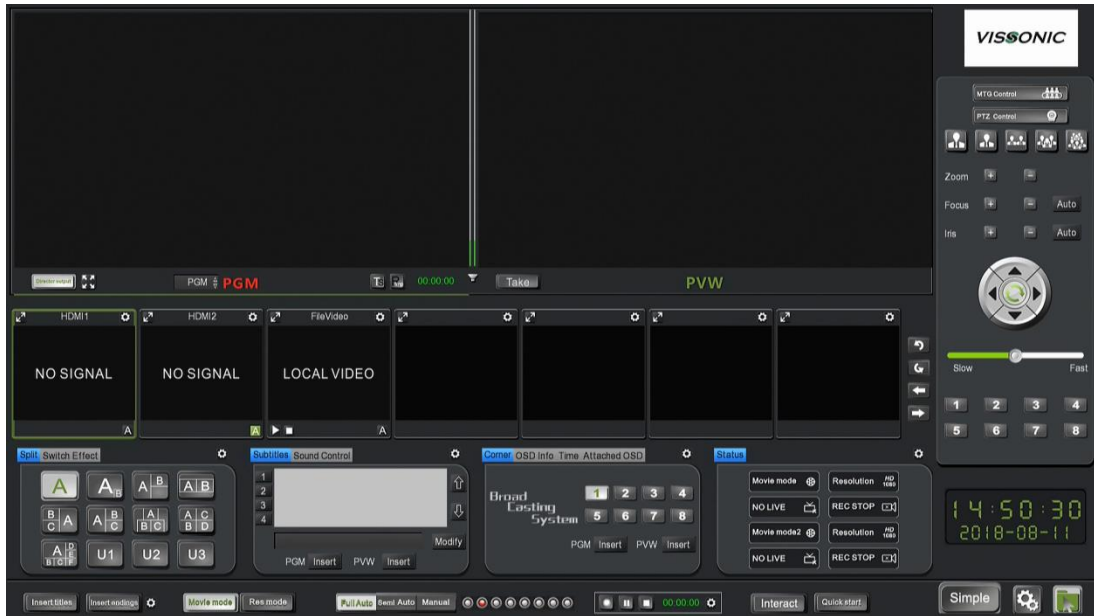 VISSONIC
MTG Control
PTZ Control
Zoom + −
Focus + − Auto
Iris + − Auto
Director output PGM PGM T 00:00:00 Take PVW
HDMI1 HDMI2 FileVideo
NO SIGNAL NO SIGNAL LOCAL VIDEO
A A A
Slow Fast
1 2 3 4
5 6 7 8
Split Switch Effect
A A B A B A B
B C A A B C A B C A C B D
A B C D E F U1 U2 U3
Subtitles Sound Control
1
2
3
4
Modify
PGM Insert PVW Insert
Corner OSD Info Time Attached OSD
Broad
Casting
System
1 2 3 4
5 6 7 8
PGM Insert PVW Insert
Status
Movie mode Resolution HD 1080
NO LIVE REC STOP
Movie mode2 Resolution HD 1080
NO LIVE REC STOP
14:50:30
2018-08-11
Insert titles Insert endings Movie mode Res mode Full Auto Semi Auto Manual 00:00:00 Interact Quick start Simple